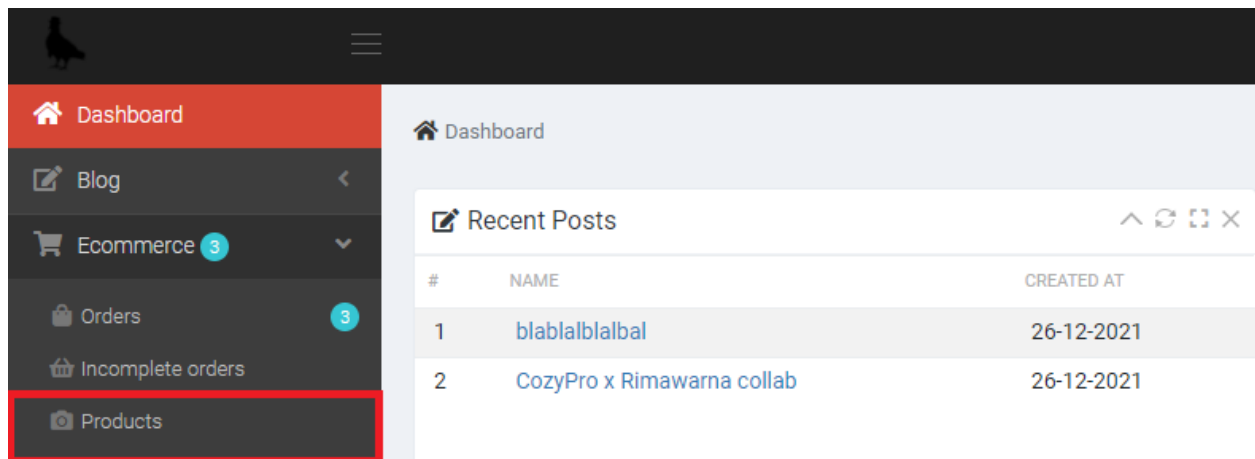 Dashboard
Blog
Ecommerce 3
Orders 3
Incomplete orders
Products
Dashboard
Recent Posts
# NAME CREATED AT
1 blablalblalbal 26-12-2021
2 CozyPro x Rimawarna collab 26-12-2021